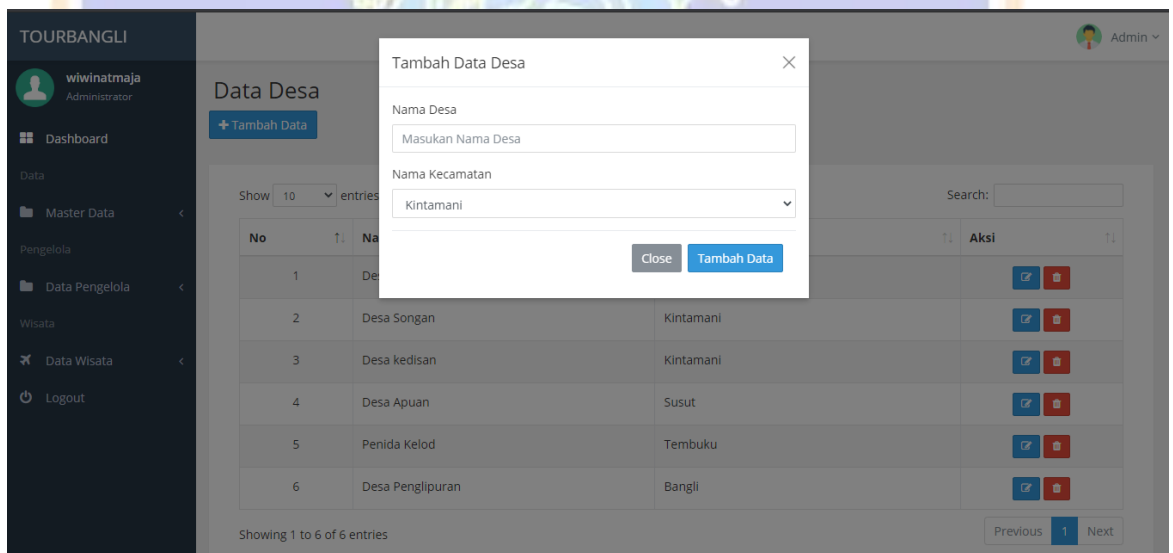 TOURBANGLI
Admin
wiwinatmaja
Administrator
Dashboard
Data
Master Data
Pengelola
Data Pengelola
Wisata
Data Wisata
Logout
Data Desa
+ Tambah Data
Tambah Data Desa
Nama Desa
Masukan Nama Desa
Nama Kecamatan
Kintamani
Close Tambah Data
Show 10 entries
Search:
No Na Aksi
1 De
2 Desa Songan Kintamani
3 Desa kedisan Kintamani
4 Desa Apuan Susut
5 Penida Kelod Tembuku
6 Desa Penglipuran Bangli
Showing 1 to 6 of 6 entries
Previous 1 Next